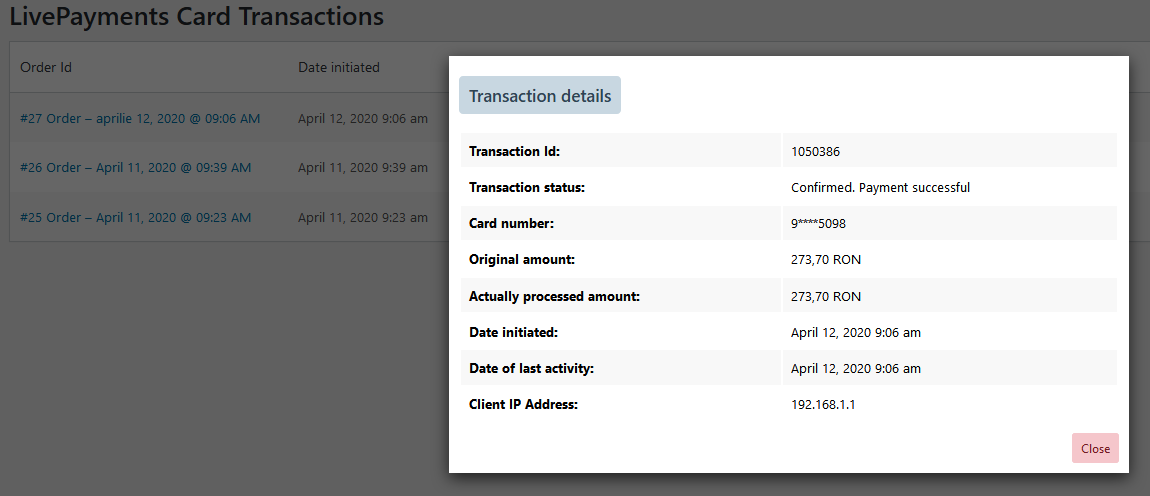 LivePayments Card Transactions
Order Id Date initiated
#27 Order – aprilie 12, 2020 @ 09:06 AM April 12, 2020 9:06 am
#26 Order – April 11, 2020 @ 09:39 AM April 11, 2020 9:39 am
#25 Order – April 11, 2020 @ 09:23 AM April 11, 2020 9:23 am
Transaction details
Transaction Id: 1050386
Transaction status: Confirmed. Payment successful
Card number: 9****5098
Original amount: 273,70 RON
Actually processed amount: 273,70 RON
Date initiated: April 12, 2020 9:06 am
Date of last activity: April 12, 2020 9:06 am
Client IP Address: 192.168.1.1
Close